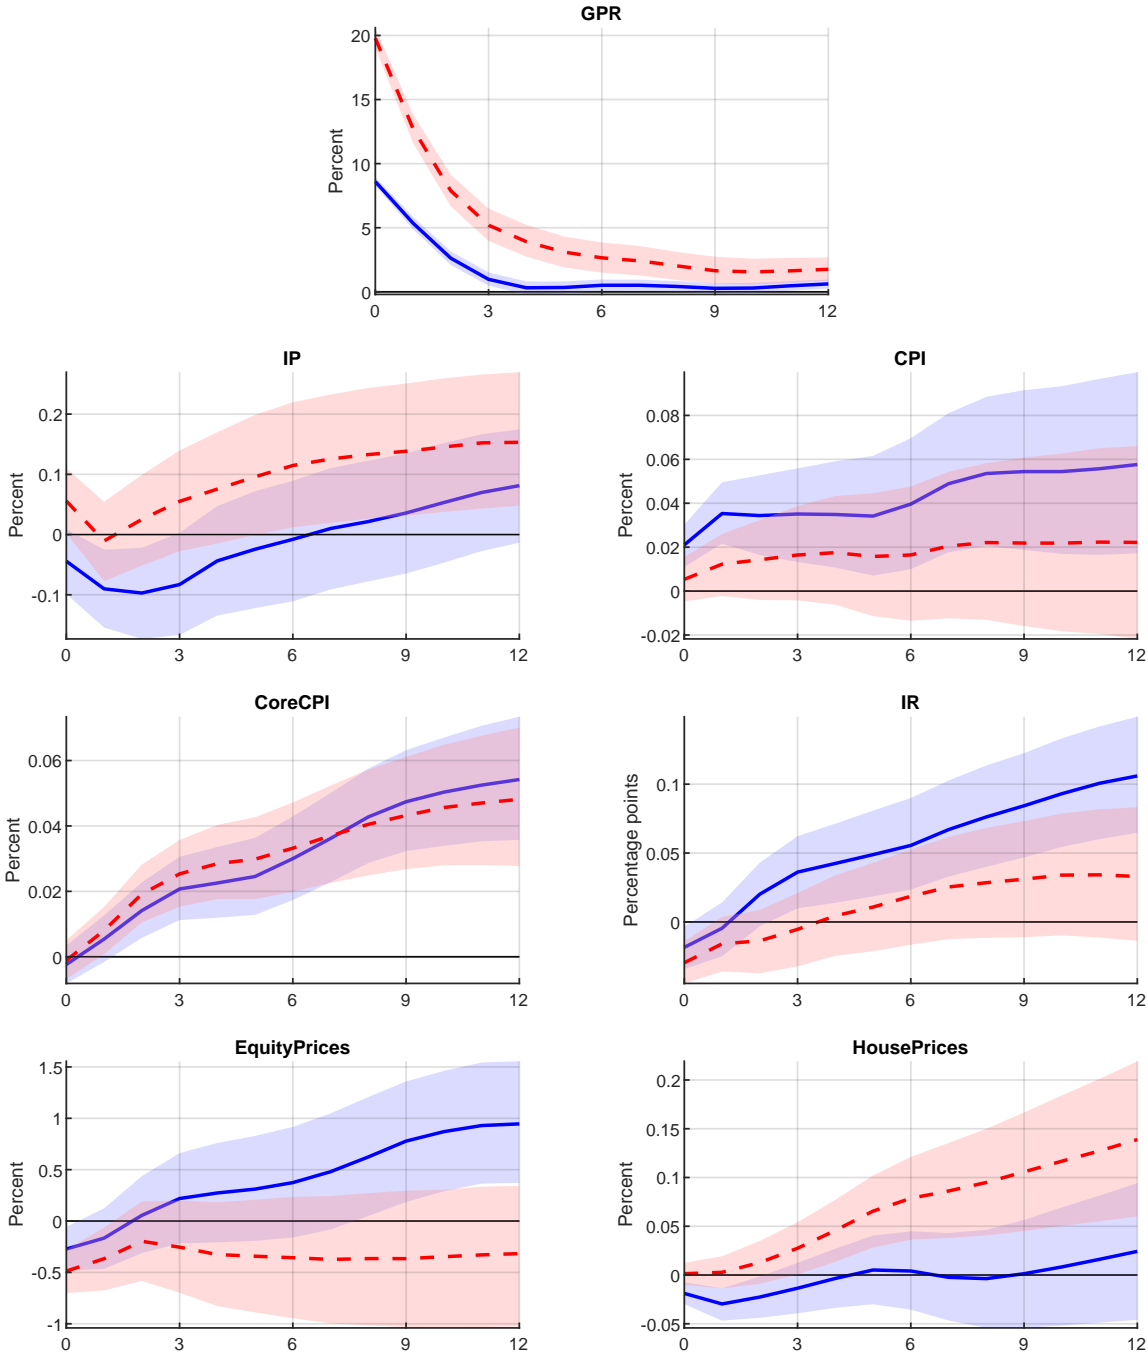 GPR
Percent
20
15
10
5
0
0 3 6 9 12
IP
Percent
0.2
0.1
0
-0.1
0 3 6 9 12
CPI
Percent
0.08
0.06
0.04
0.02
0
-0.02
0 3 6 9 12
CoreCPI
Percent
0.06
0.04
0.02
0
0 3 6 9 12
IR
Percentage points
0.1
0.05
0
0 3 6 9 12
EquityPrices
Percent
1.5
1
0.5
0
-0.5
-1
0 3 6 9 12
HousePrices
Percent
0.2
0.15
0.1
0.05
0
-0.05
0 3 6 9 12